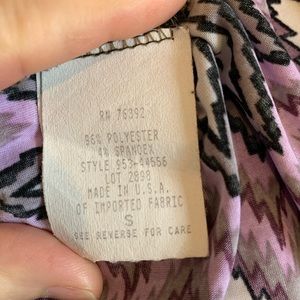 RN 76392
96% POLYESTER
4% SPANDEX
STYLE 953-44556
LOT 2898
MADE IN U.S.A.
OF IMPORTED FABRIC
S
SEE REVERSE FOR CARE